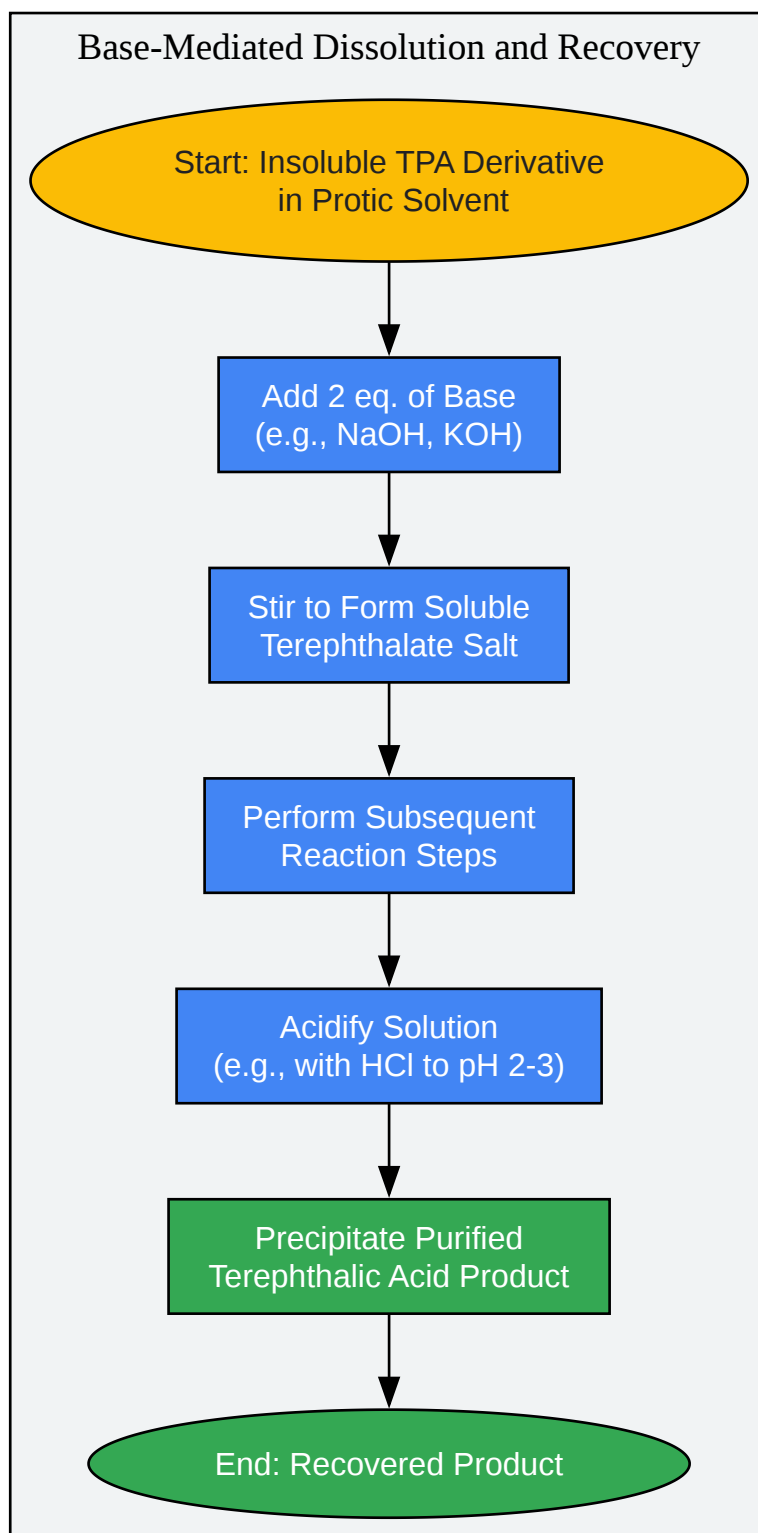 Base-Mediated Dissolution and Recovery
Start: Insoluble TPA Derivative
in Protic Solvent
Add 2 eq. of Base
(e.g., NaOH, KOH)
Stir to Form Soluble
Terephthalate Salt
Perform Subsequent
Reaction Steps
Acidify Solution
(e.g., with HCl to pH 2-3)
Precipitate Purified
Terephthalic Acid Product
End: Recovered Product